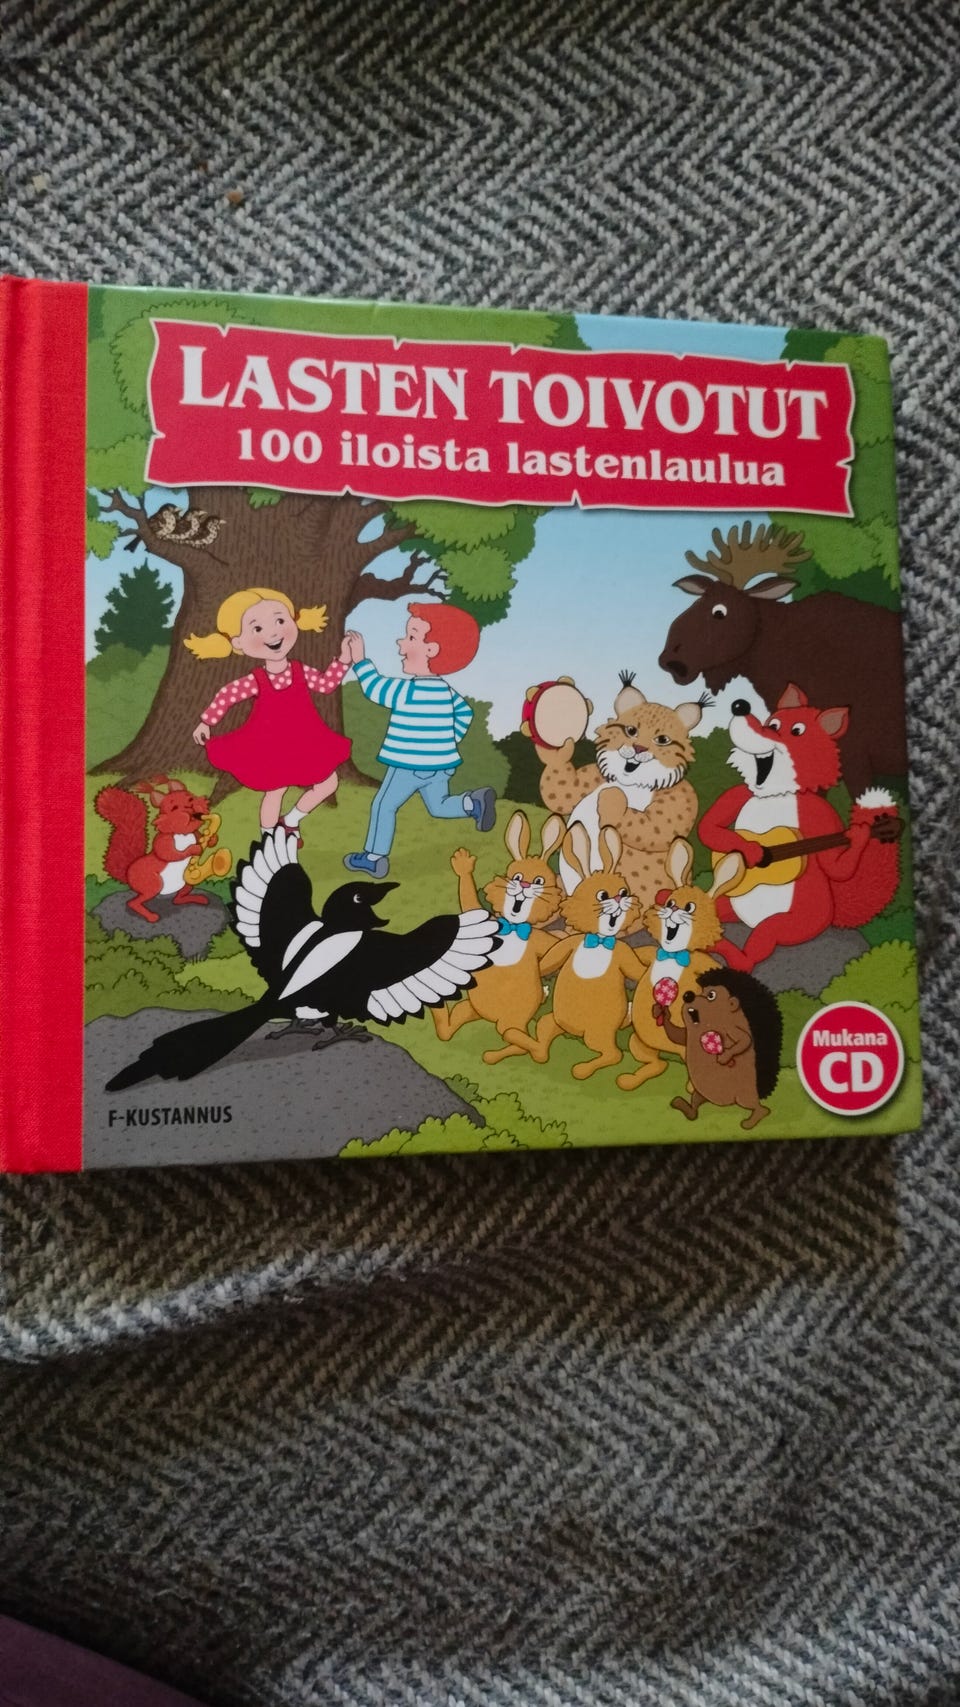 LASTEN TOIVOTUT
100 iloista lastenlaulua
Mukana
CD
F-KUSTANNUS